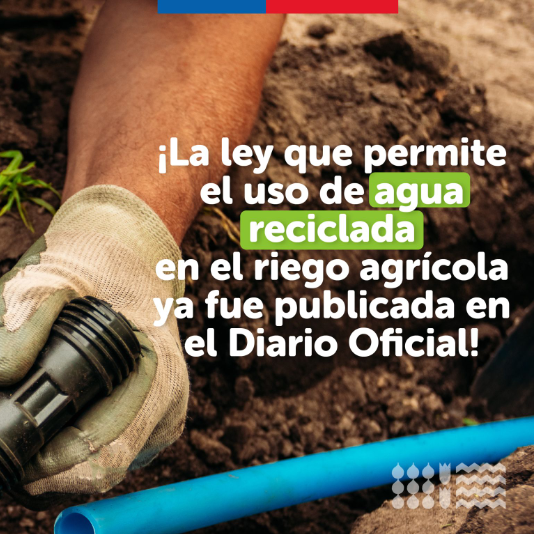 ¡La ley que permite
el uso de agua
reciclada
en el riego agrícola
ya fue publicada en
el Diario Oficial!